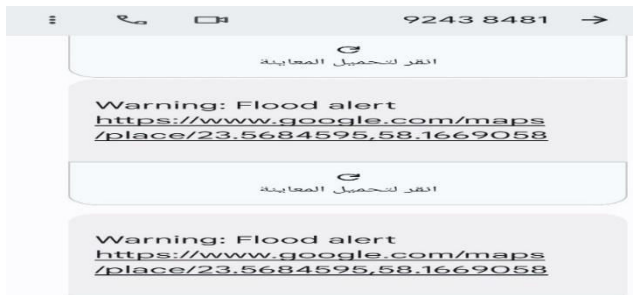 9243 8481
انقر لتحميل المعاينة
Warning: Flood alert
https://www.google.com/maps
/place/23.5684595,58.1669058
انقر لتحميل المعاينة
Warning: Flood alert
https://www.google.com/maps
/place/23.5684595,58.1669058